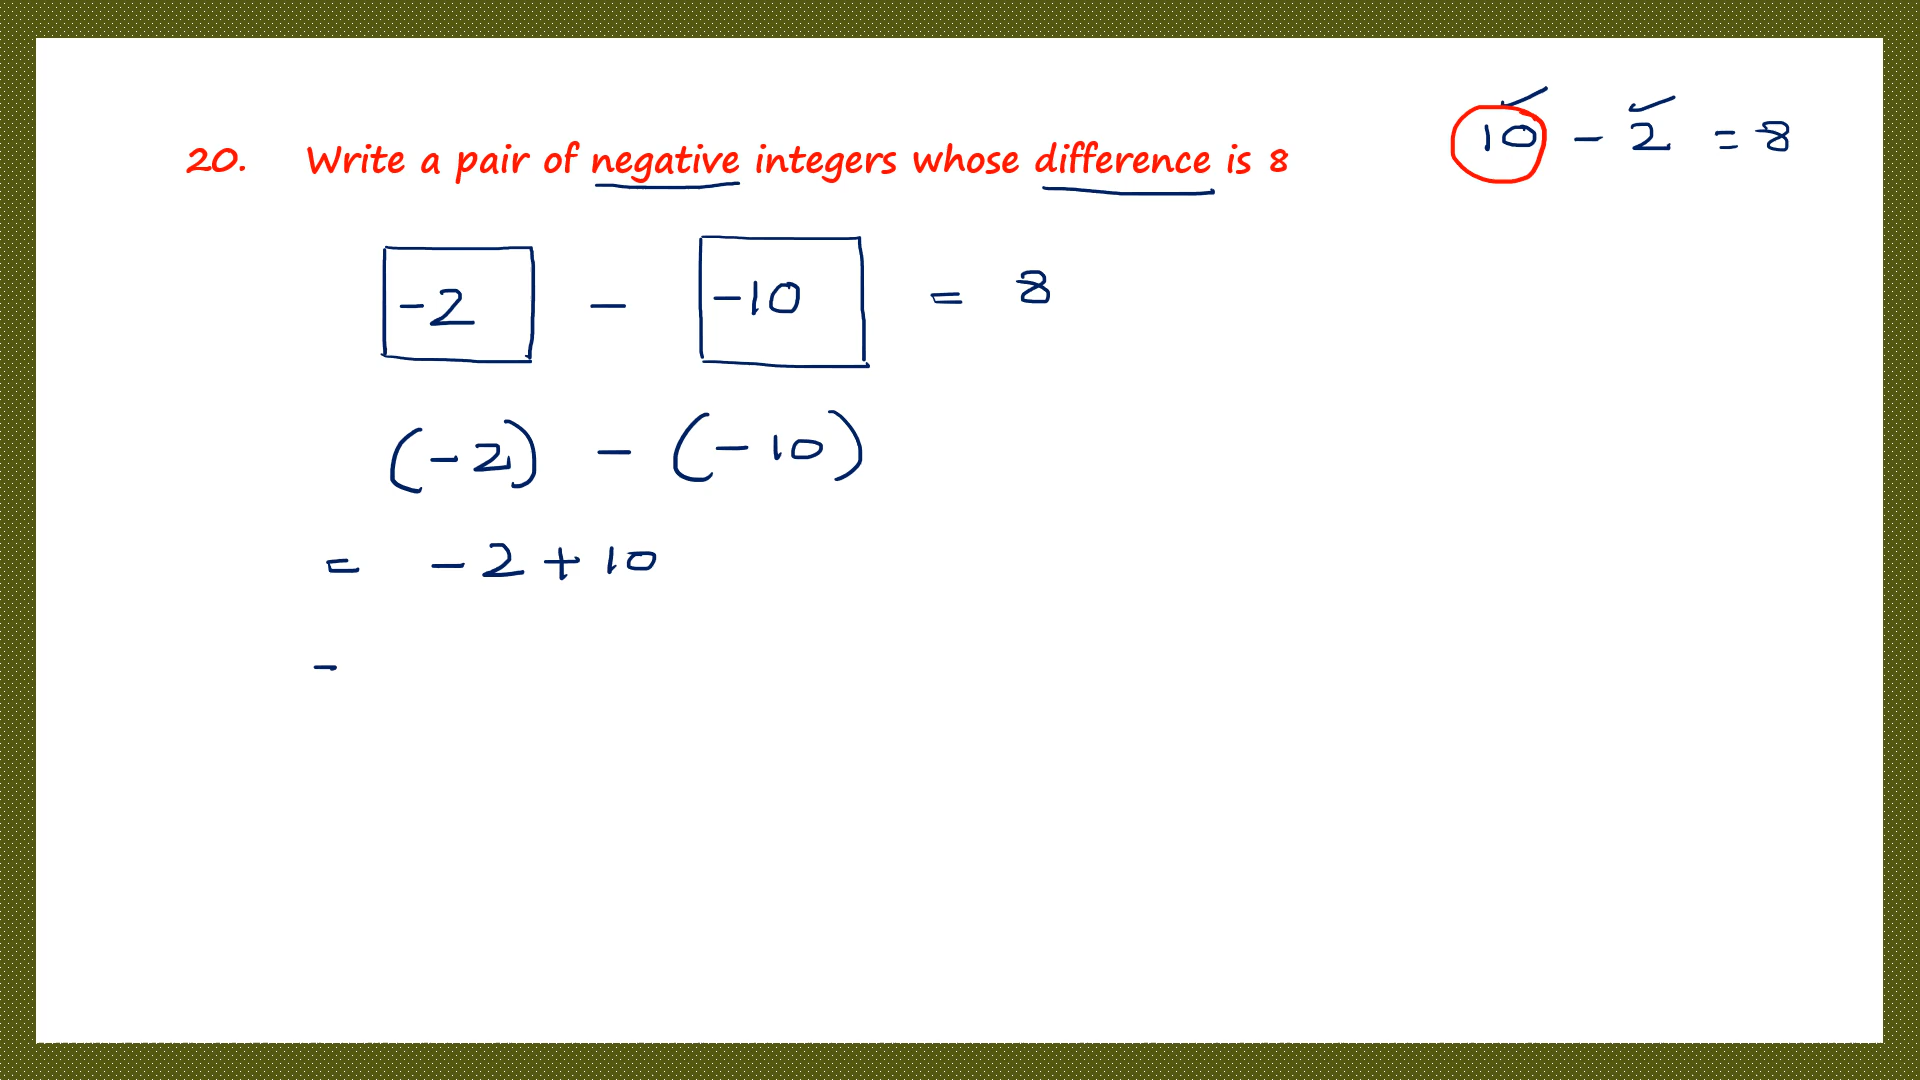 20. Write a pair of negative integers whose difference is 8
10 - 2 = 8
-2 - -10 = 8
(-2) - (-10)
= -2 + 10
-